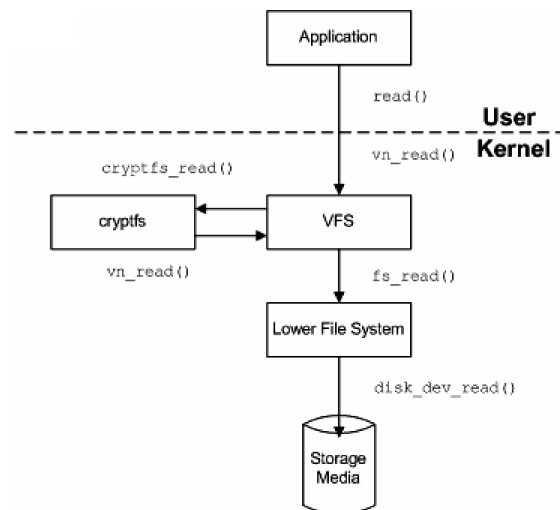 Application
read()
User
Kernel
vn_read()
cryptfs_read()
cryptfs
VFS
vn_read()
fs_read()
Lower File System
disk_dev_read()
Storage
Media